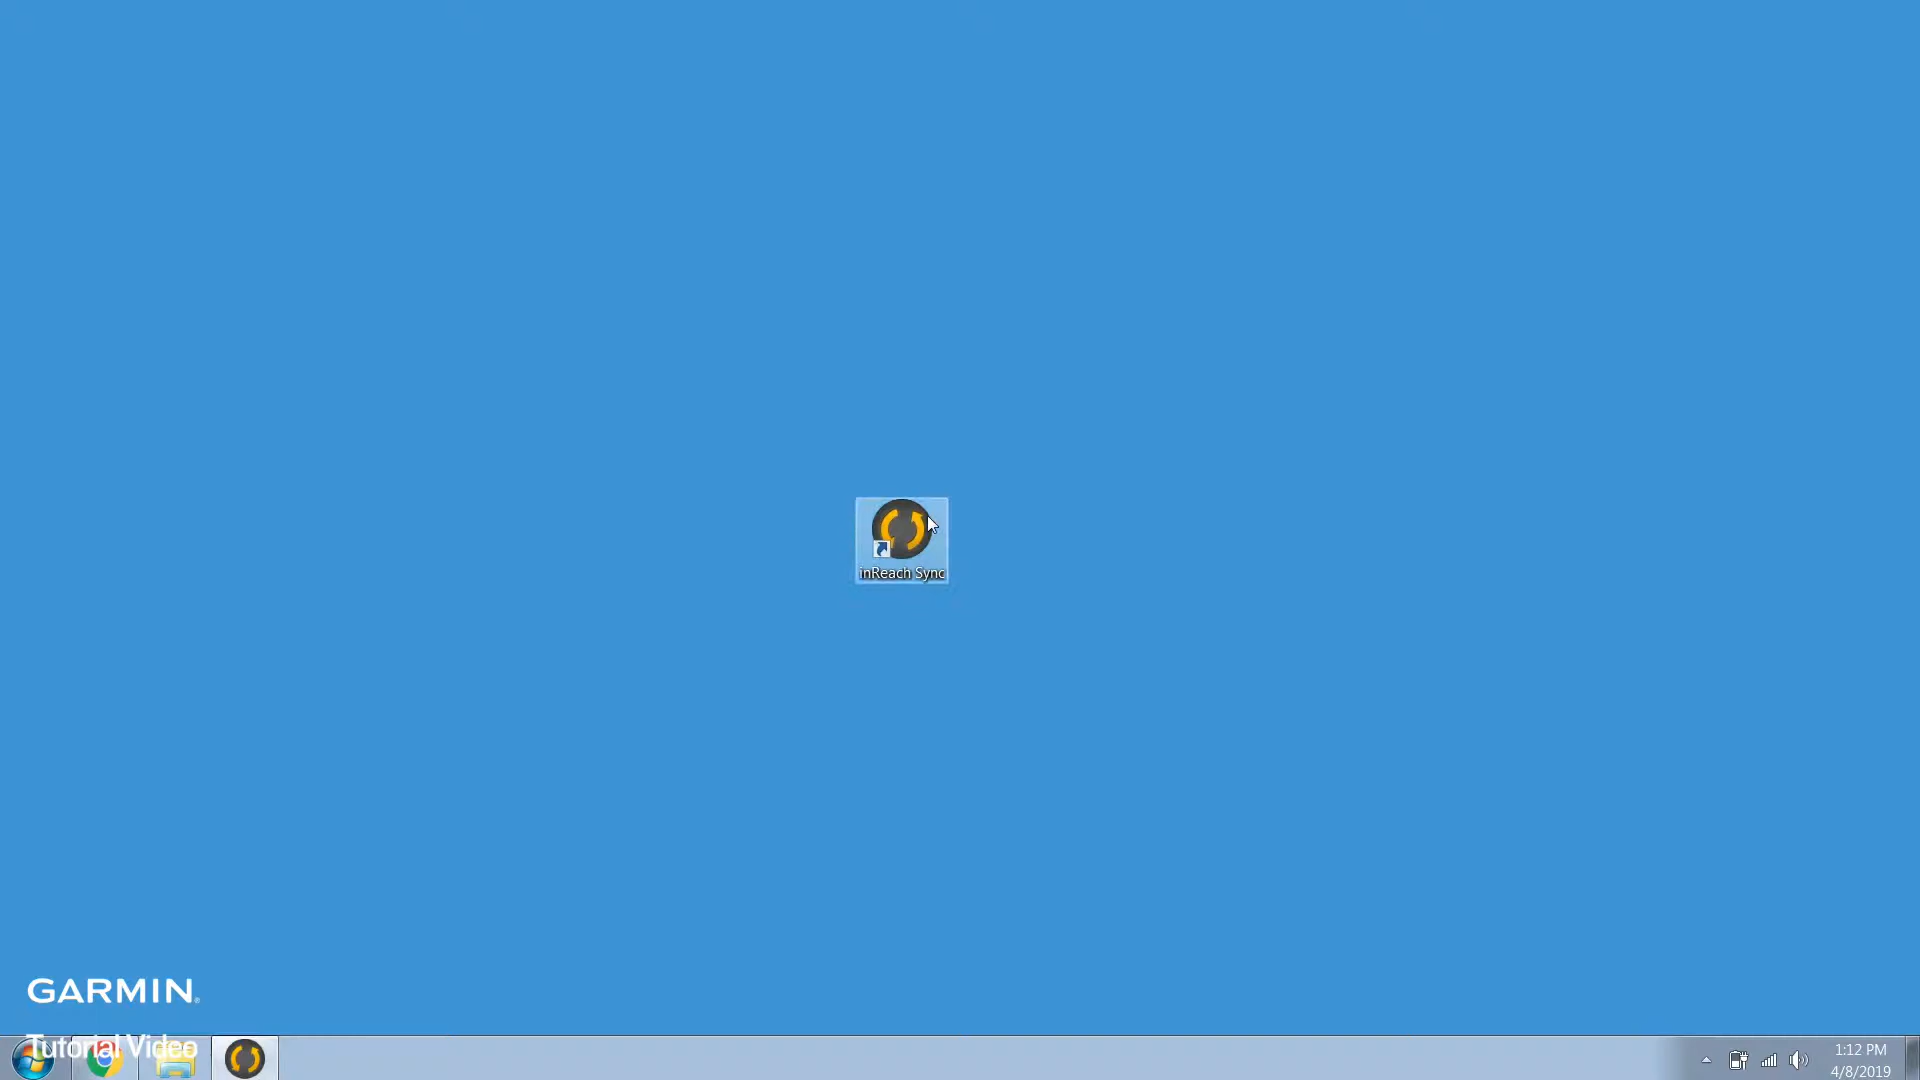 inReach Sync
GARMIN
Tutorial Video
1:12 PM
4/8/2019